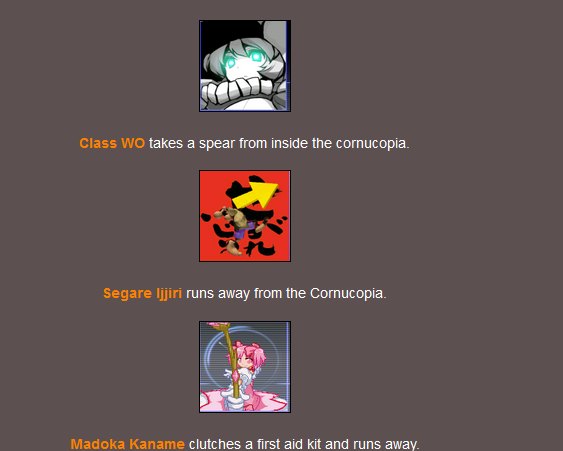 Class WO takes a spear from inside the cornucopia.
Segare Ijjiri runs away from the Cornucopia.
Madoka Kaname clutches a first aid kit and runs away.